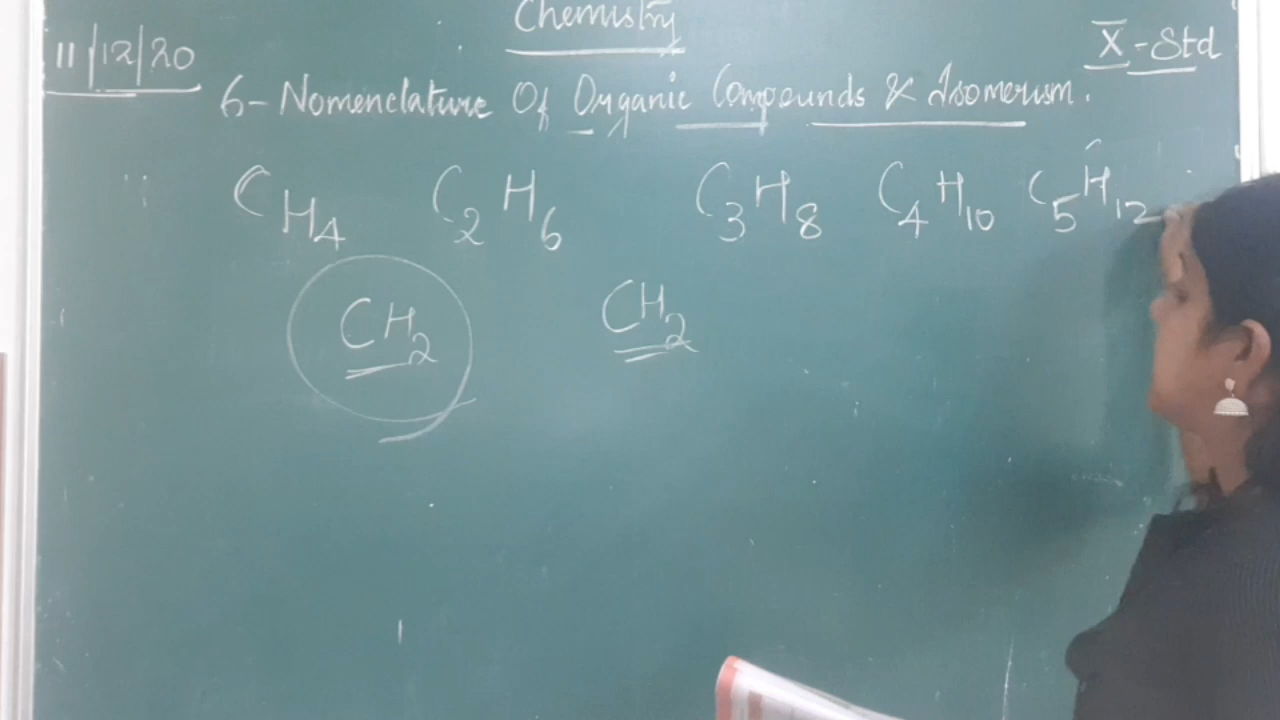 Chemistry
11/12/20
X - Std
6- Nomenclature Of Organic Compounds & Isomerism.
CH4 C2H6 C3H8 C4H10 C5H12
CH2 CH2